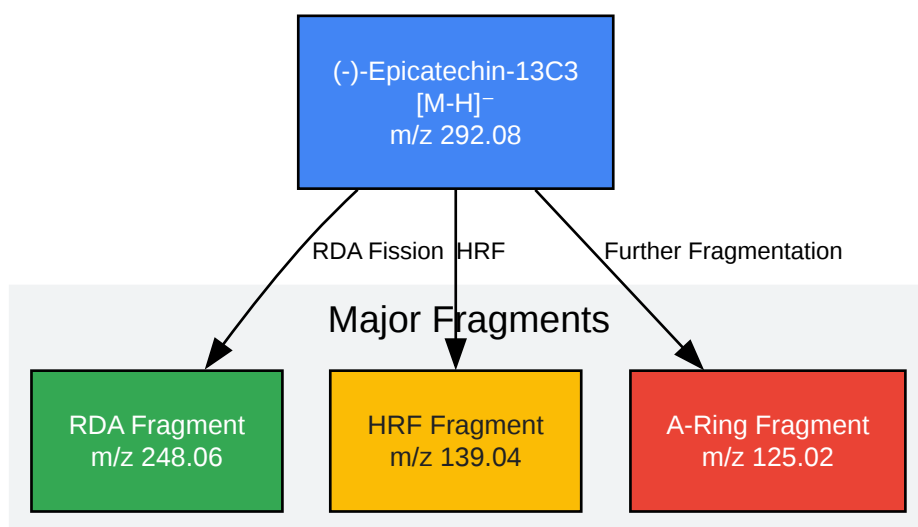 (-)-Epicatechin-13C3
[M-H]⁻
m/z 292.08
RDA Fission
HRF
Further Fragmentation
Major Fragments
RDA Fragment
m/z 248.06
HRF Fragment
m/z 139.04
A-Ring Fragment
m/z 125.02